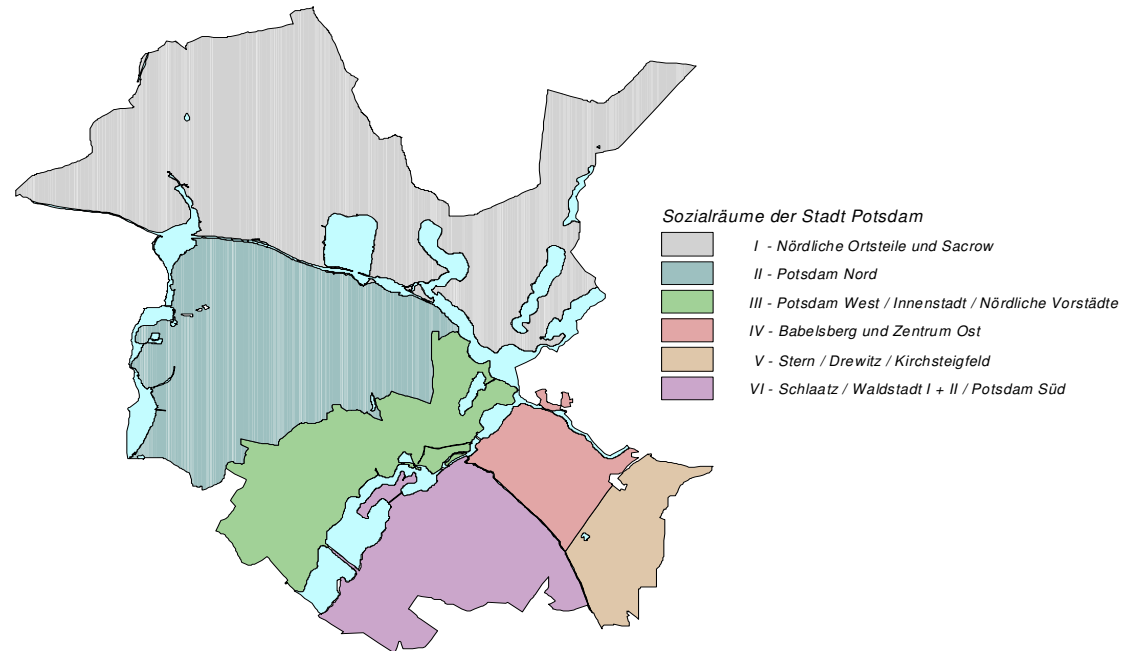 Sozialräume der Stadt Potsdam
I - Nördliche Ortsteile und Sacrow
II - Potsdam Nord
III - Potsdam West / Innenstadt / Nördliche Vorstädte
IV - Babelsberg und Zentrum Ost
V - Stern / Drewitz / Kirchsteigfeld
VI - Schlaatz / Waldstadt I + II / Potsdam Süd